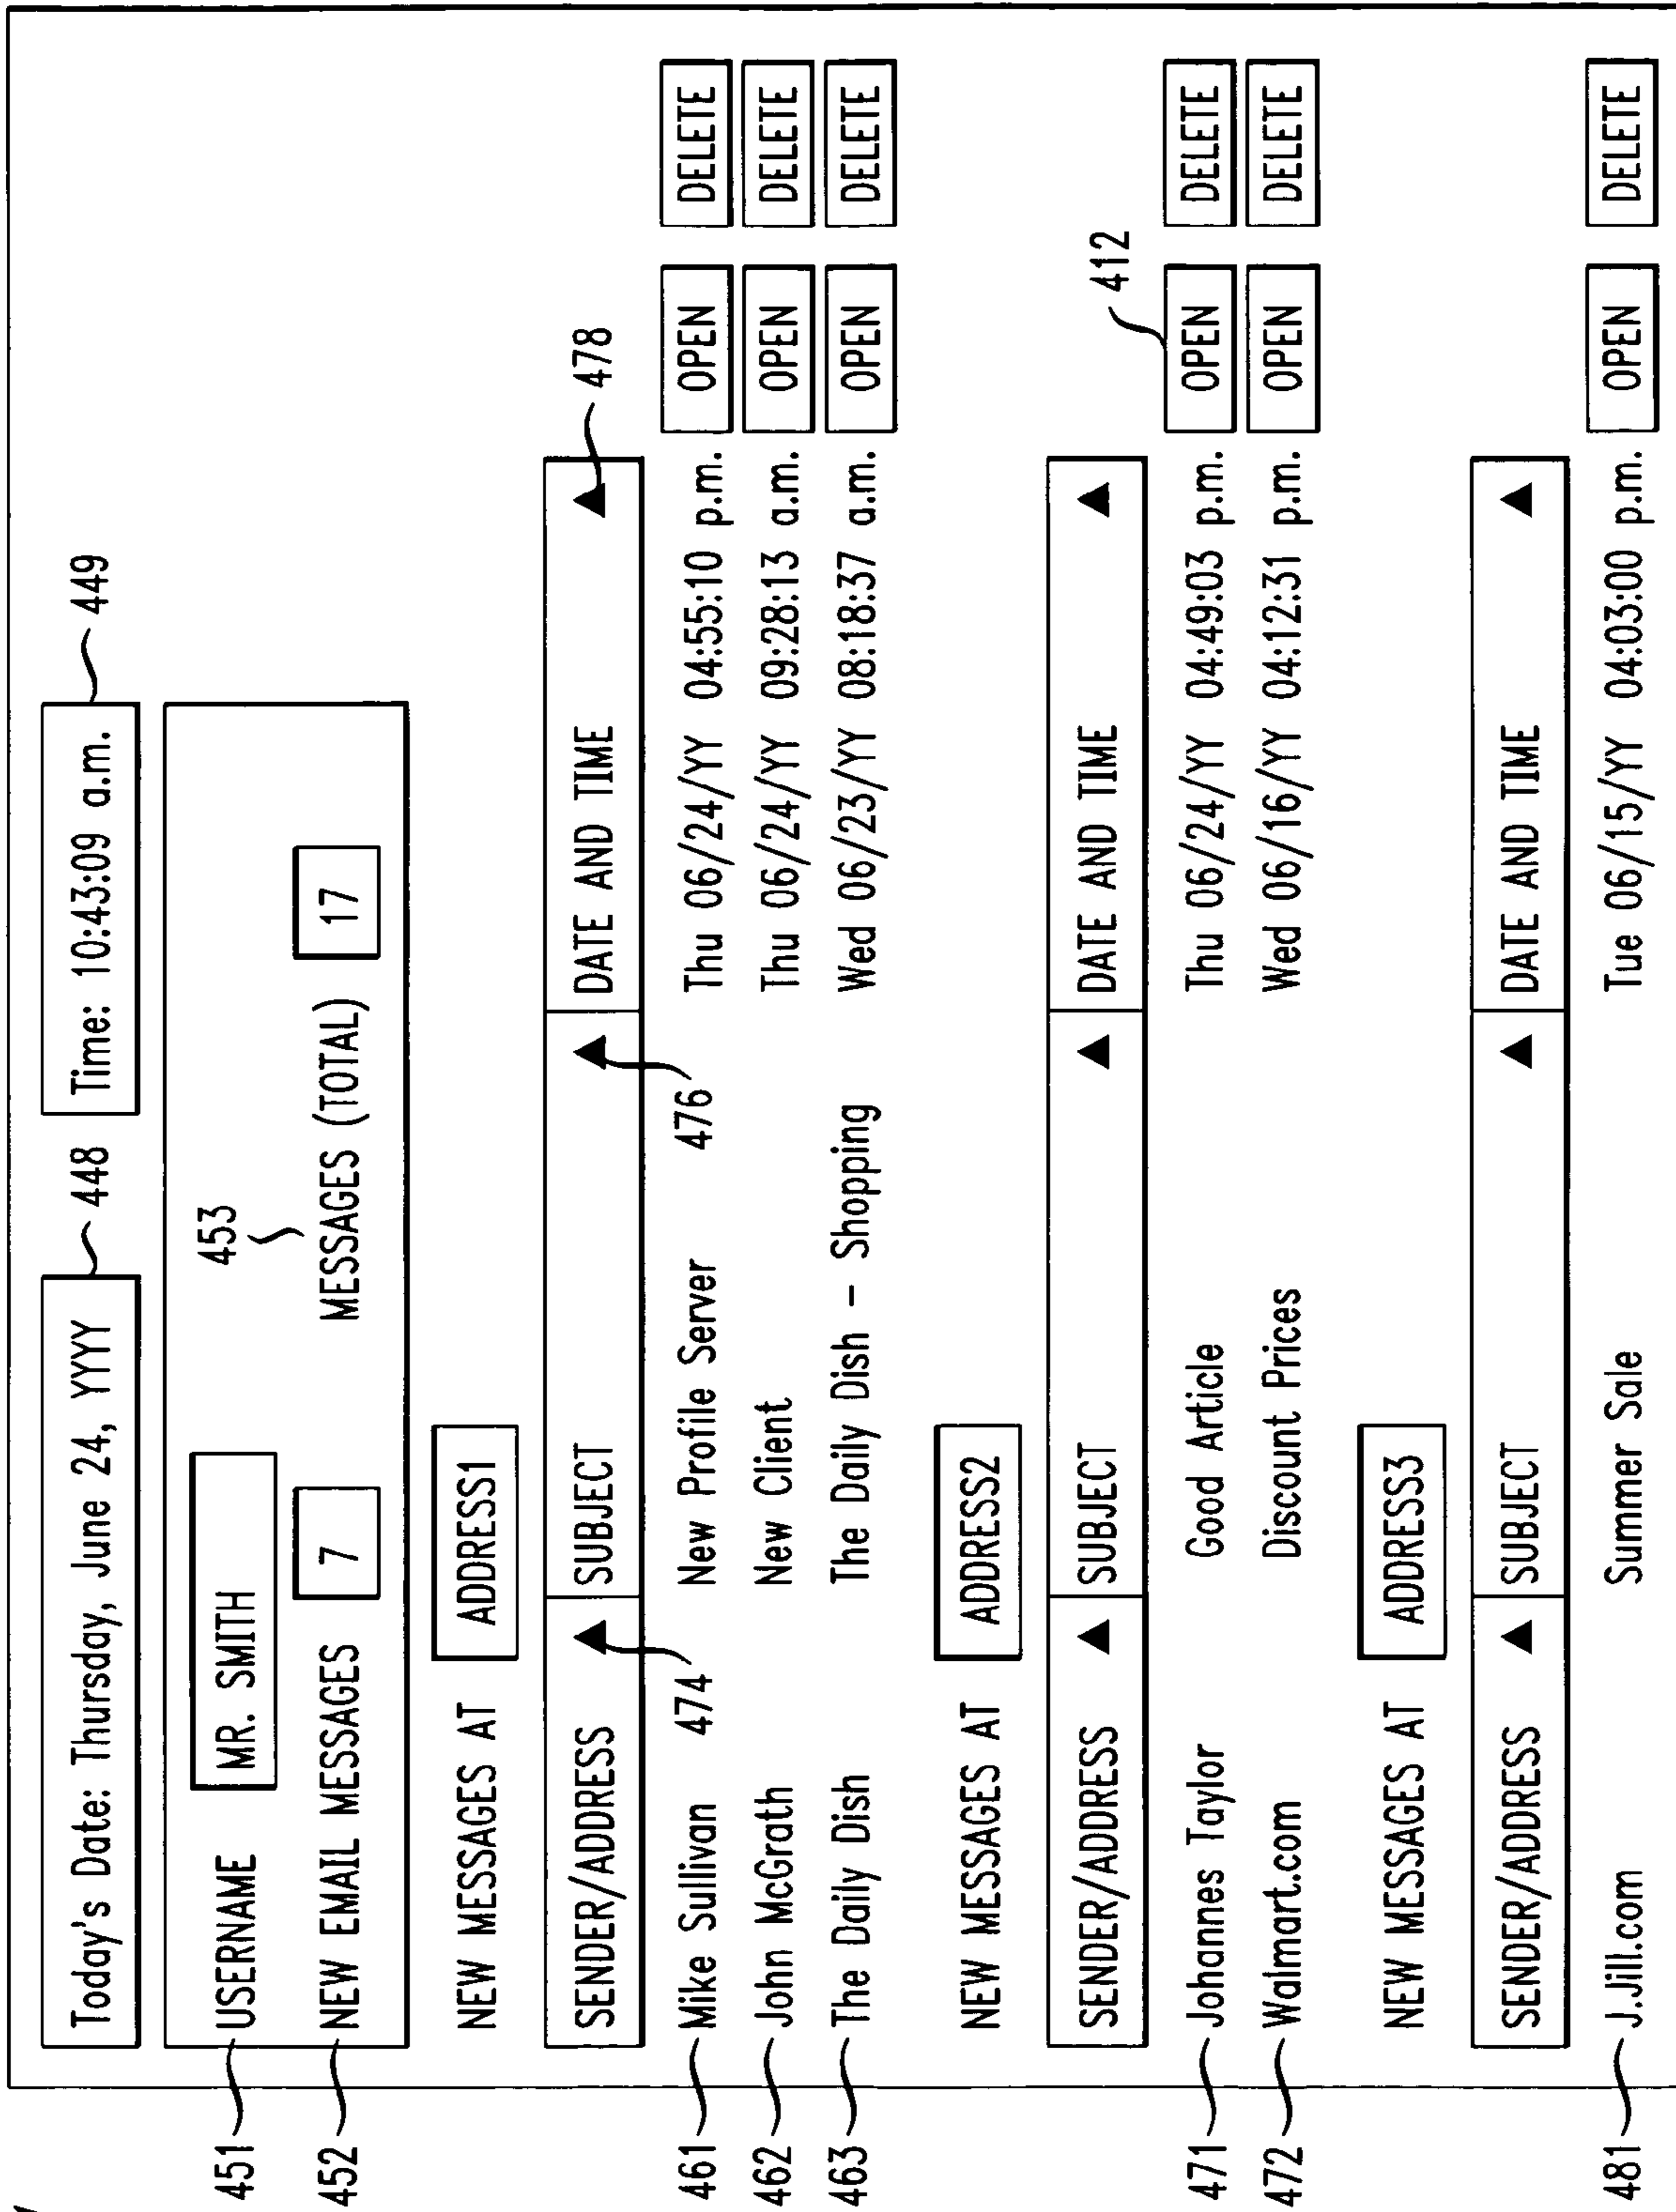 Today's Date: Thursday, June 24, YYYY 448 Time: 10:43:09 a.m. 449
451 USERNAME MR. SMITH 453
452 NEW EMAIL MESSAGES 7 MESSAGES (TOTAL) 17
NEW MESSAGES AT ADDRESS1
SENDER/ADDRESS ▲ SUBJECT ▲ DATE AND TIME ▲ 478
461 Mike Sullivan 474 New Profile Server 476 Thu 06/24/YY 04:55:10 p.m. OPEN DELETE
462 John McGrath New Client Thu 06/24/YY 09:28:13 a.m. OPEN DELETE
463 The Daily Dish The Daily Dish – Shopping Wed 06/23/YY 08:18:37 a.m. OPEN DELETE
NEW MESSAGES AT ADDRESS2
SENDER/ADDRESS ▲ SUBJECT ▲ DATE AND TIME ▲ 412
471 Johannes Taylor Good Article Thu 06/24/YY 04:49:03 p.m. OPEN DELETE
472 Walmart.com Discount Prices Wed 06/16/YY 04:12:31 p.m. OPEN DELETE
NEW MESSAGES AT ADDRESS3
SENDER/ADDRESS ▲ SUBJECT ▲ DATE AND TIME ▲
481 J.Jill.com Summer Sale Tue 06/15/YY 04:03:00 p.m. OPEN DELETE